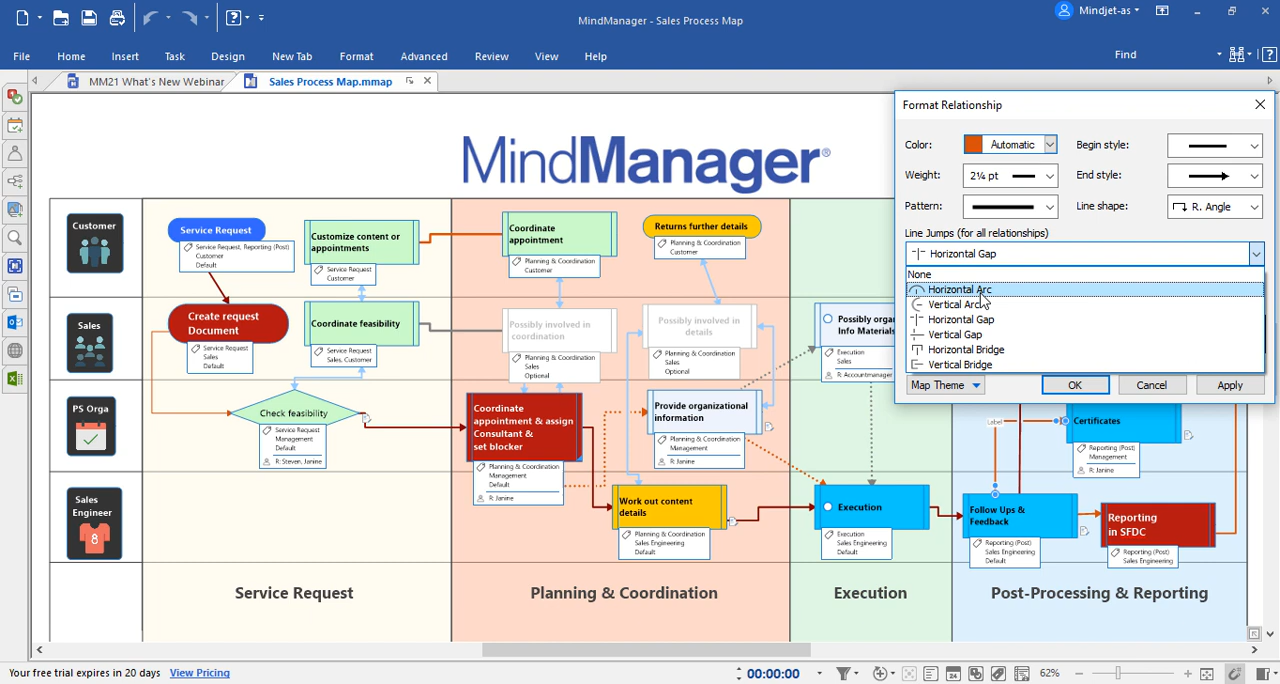 MindManager - Sales Process Map
Mindjet-as
File Home Insert Task Design New Tab Format Advanced Review View Help
Find
MM21 What's New Webinar
Sales Process Map.mmap
MindManager®
Format Relationship
Color:
Automatic
Begin style:
Weight:
2¼ pt
End style:
Pattern:
Line shape:
R. Angle
Line Jumps (for all relationships)
Horizontal Gap
None
Horizontal Arc
Vertical Arc
Horizontal Gap
Vertical Gap
Horizontal Bridge
Vertical Bridge
Map Theme
OK
Cancel
Apply
Customer
Service Request
Service Request, Reporting (Post)
Customer
Default
Customize content or
appointments
Service Request
Customer
Coordinate
appointment
Planning & Coordination
Customer
Returns further details
Planning & Coordination
Customer
Sales
Create request
Document
Service Request
Sales
Default
Coordinate feasibility
Service Request
Sales, Customer
Possibly involved in
coordination
Planning & Coordination
Sales
Optional
Possibly involved in
details
Planning & Coordination
Sales
Optional
Possibly orga
Info Materials
Execution
Sales
R: Accountmanager
PS Orga
Check feasibility
Service Request
Management
Default
R: Steven, Janine
Coordinate
appointment & assign
Consultant &
set blocker
Planning & Coordination
Management
Default
R: Janine
Provide organizational
information
Planning & Coordination
Management
R: Janine
Label
Certificates
Reporting (Post)
Management
R: Janine
Sales
Engineer
8
Work out content
details
Planning & Coordination
Sales Engineering
Default
Execution
Execution
Sales Engineering
Default
Follow Ups &
Feedback
Reporting (Post)
Sales Engineering
Default
Reporting
in SFDC
Reporting (Post)
Sales Engineering
Service Request
Planning & Coordination
Execution
Post-Processing & Reporting
Your free trial expires in 20 days View Pricing
00:00:00
24
62%